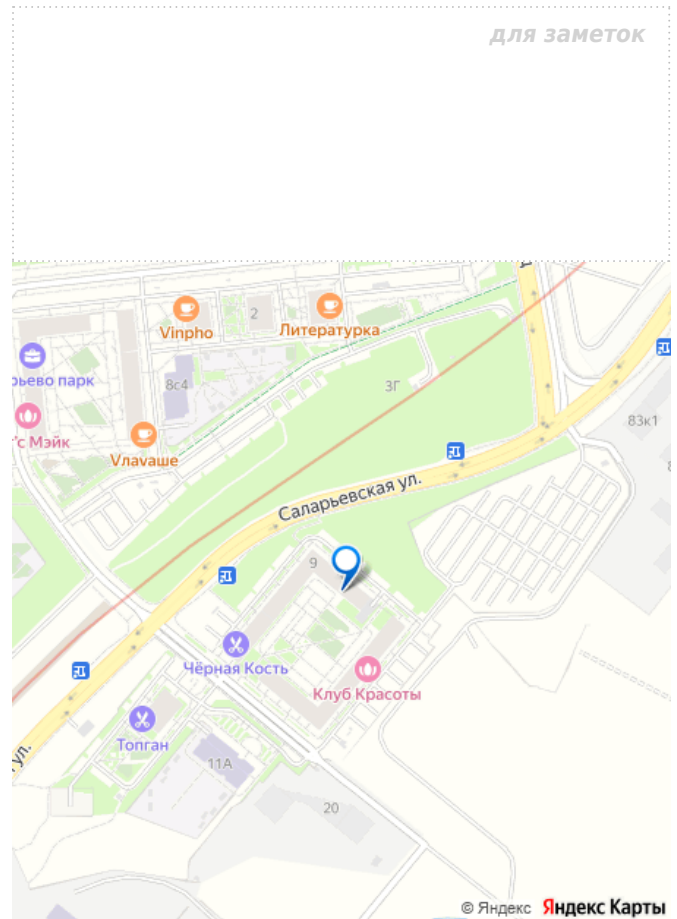 для заметок
Vinpho
2
Литературка
рьево парк
8с4
3Г
'с Мэйк
83к1
Vлаvаше
Саларьевская ул.
9
Чёрная Кость
Клуб Красоты
Топган
ул.
11А
20
© Яндекс Яндекс Карты